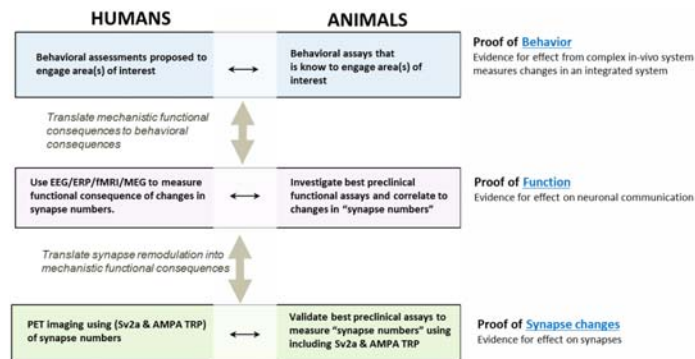 HUMANS
ANIMALS
Behavioral assessments proposed to
engage area(s) of interest
Behavioral assays that
is know to engage area(s) of
interest
Proof of Behavior
Evidence for effect from complex in-vivo system
measures changes in an integrated system
Translate mechanistic functional
consequences to behavioral
consequences
Use EEG/ERP/fMRI/MEG to measure
functional consequence of changes in
synapse numbers.
Investigate best preclinical
functional assays and correlate to
changes in “synapse numbers”
Proof of Function
Evidence for effect on neuronal communication
Translate synapse remodulation into
mechanistic functional consequences
PET imaging using (Sv2a & AMPA TRP)
of synapse numbers
Validate best preclinical assays to
measure “synapse numbers” using
including Sv2a & AMPA TRP
Proof of Synapse changes
Evidence for effect on synapses